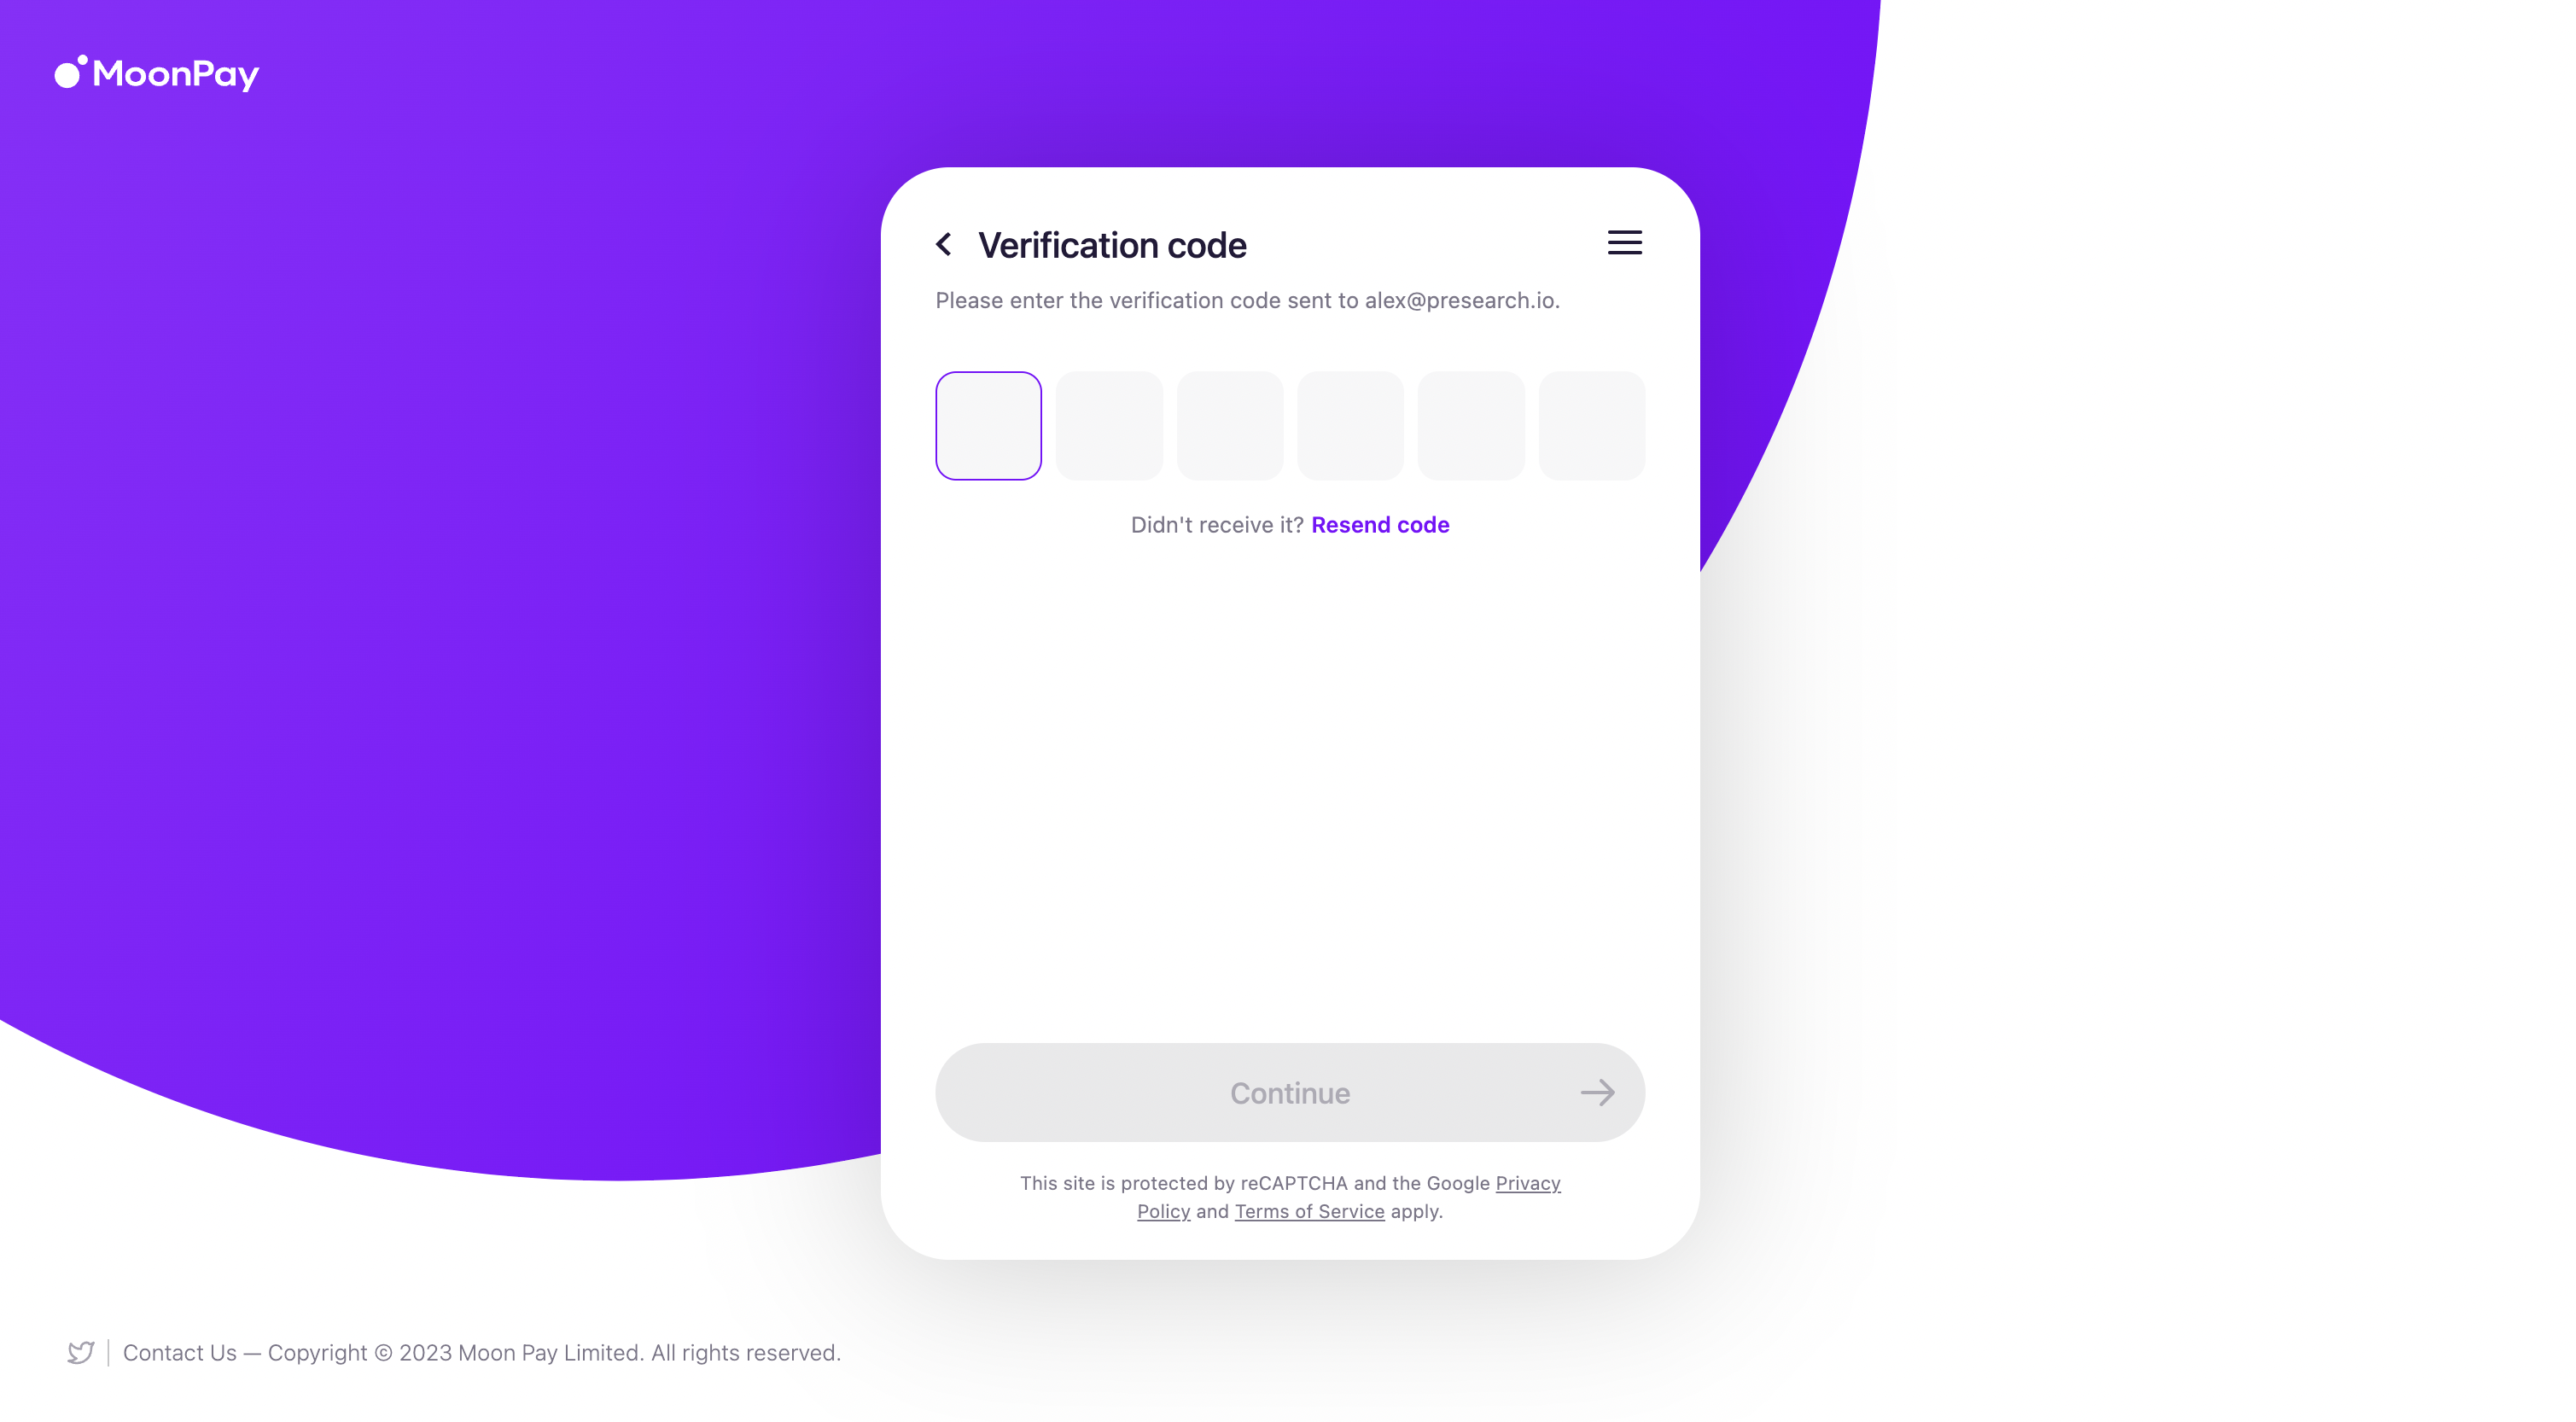 MoonPay
Verification code
Please enter the verification code sent to alex@presearch.io.
Didn't receive it? Resend code
Continue
This site is protected by reCAPTCHA and the Google Privacy
Policy and Terms of Service apply.
Contact Us — Copyright © 2023 Moon Pay Limited. All rights reserved.